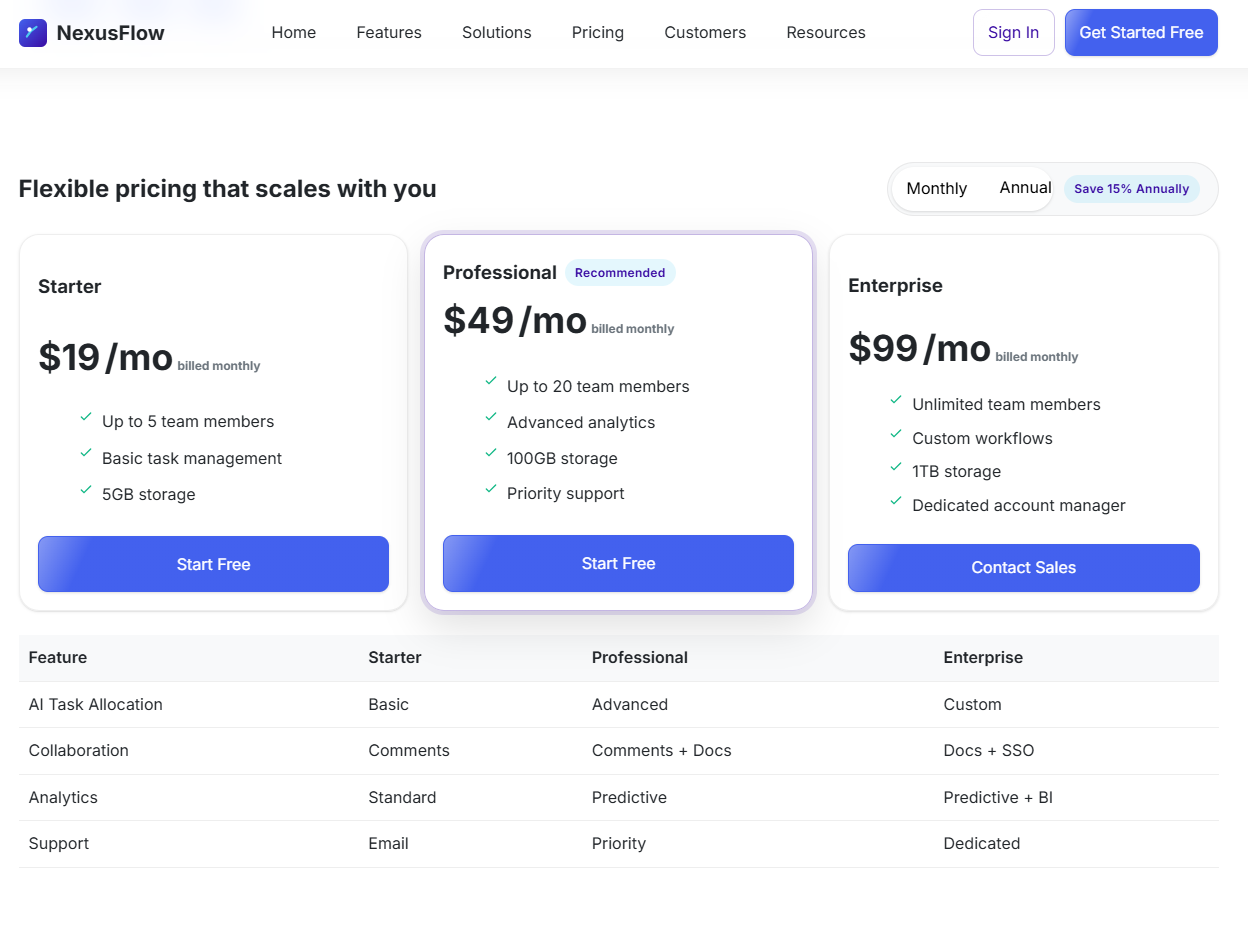 NexusFlow
Home Features Solutions Pricing Customers Resources
Sign In
Get Started Free
Flexible pricing that scales with you
Monthly Annual Save 15% Annually
Starter
$19/mo billed monthly
Up to 5 team members
Basic task management
5GB storage
Start Free
Professional Recommended
$49/mo billed monthly
Up to 20 team members
Advanced analytics
100GB storage
Priority support
Start Free
Enterprise
$99/mo billed monthly
Unlimited team members
Custom workflows
1TB storage
Dedicated account manager
Contact Sales
Feature Starter Professional Enterprise
AI Task Allocation Basic Advanced Custom
Collaboration Comments Comments + Docs Docs + SSO
Analytics Standard Predictive Predictive + BI
Support Email Priority Dedicated